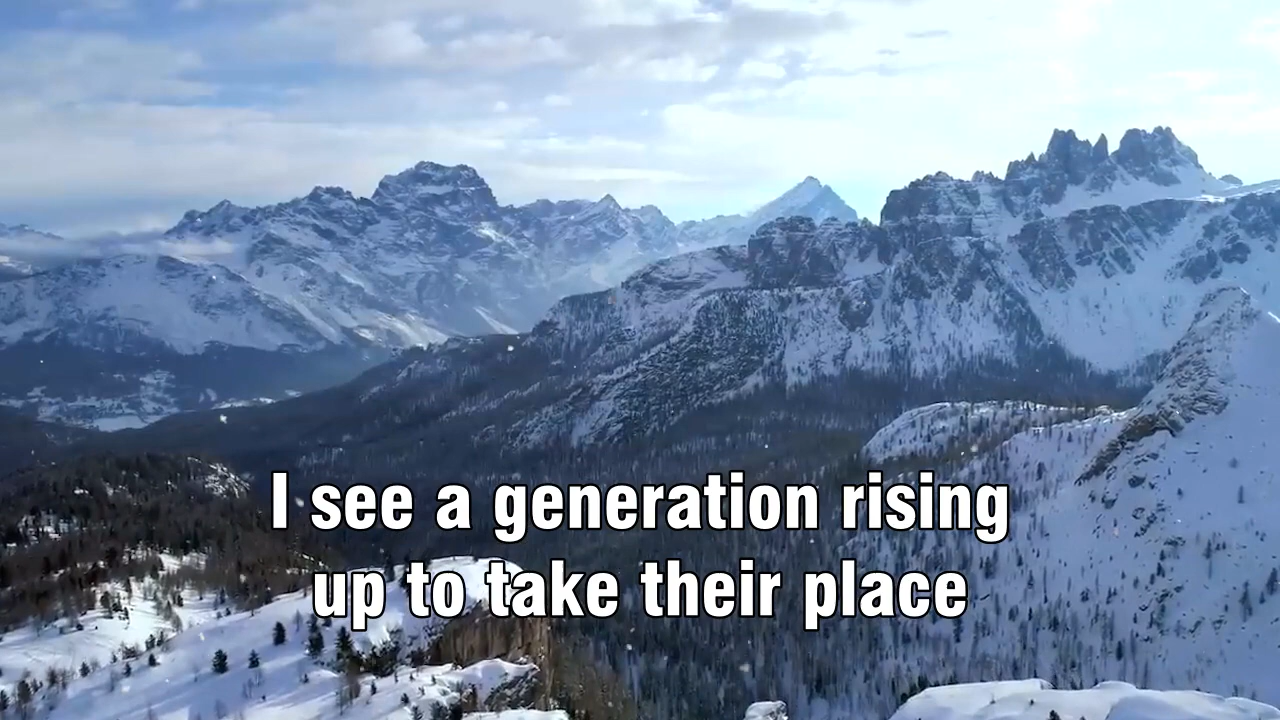 I see a generation rising
up to take their place